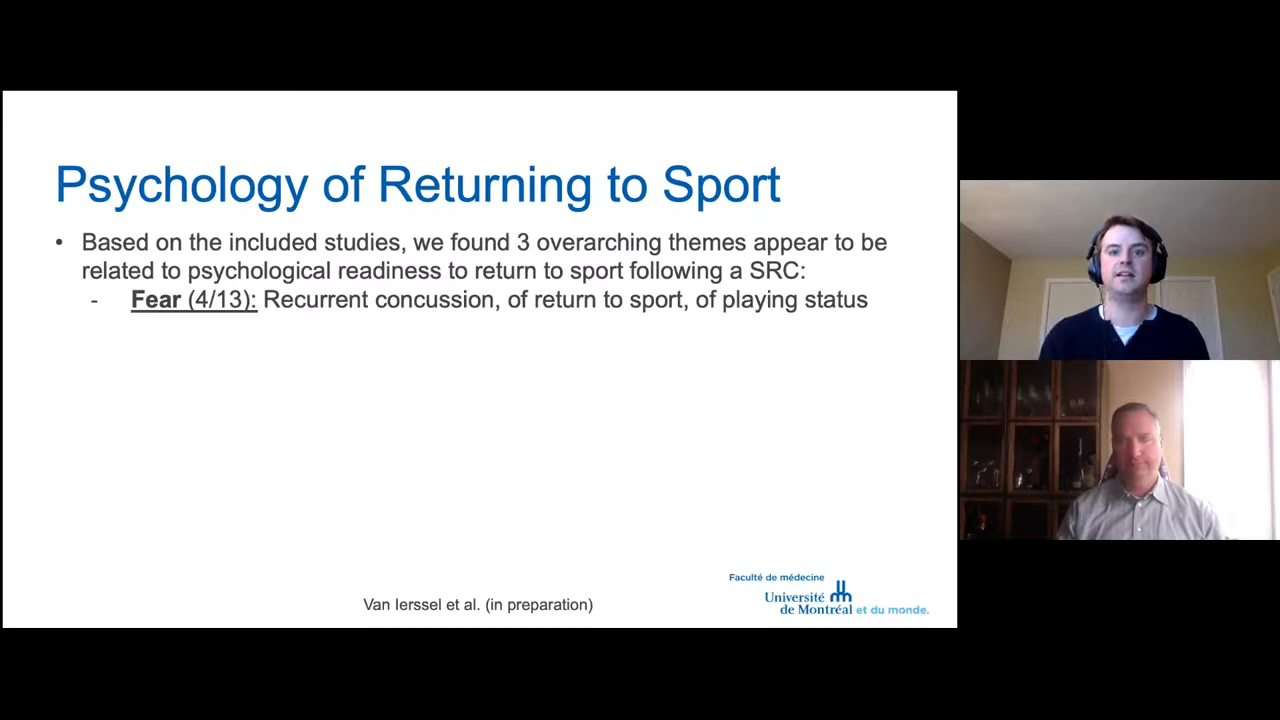 Psychology of Returning to Sport
• Based on the included studies, we found 3 overarching themes appear to be
related to psychological readiness to return to sport following a SRC:
- Fear (4/13): Recurrent concussion, of return to sport, of playing status
Van Ierssel et al. (in preparation)
Faculté de médecine
Université
de Montréal et du monde.